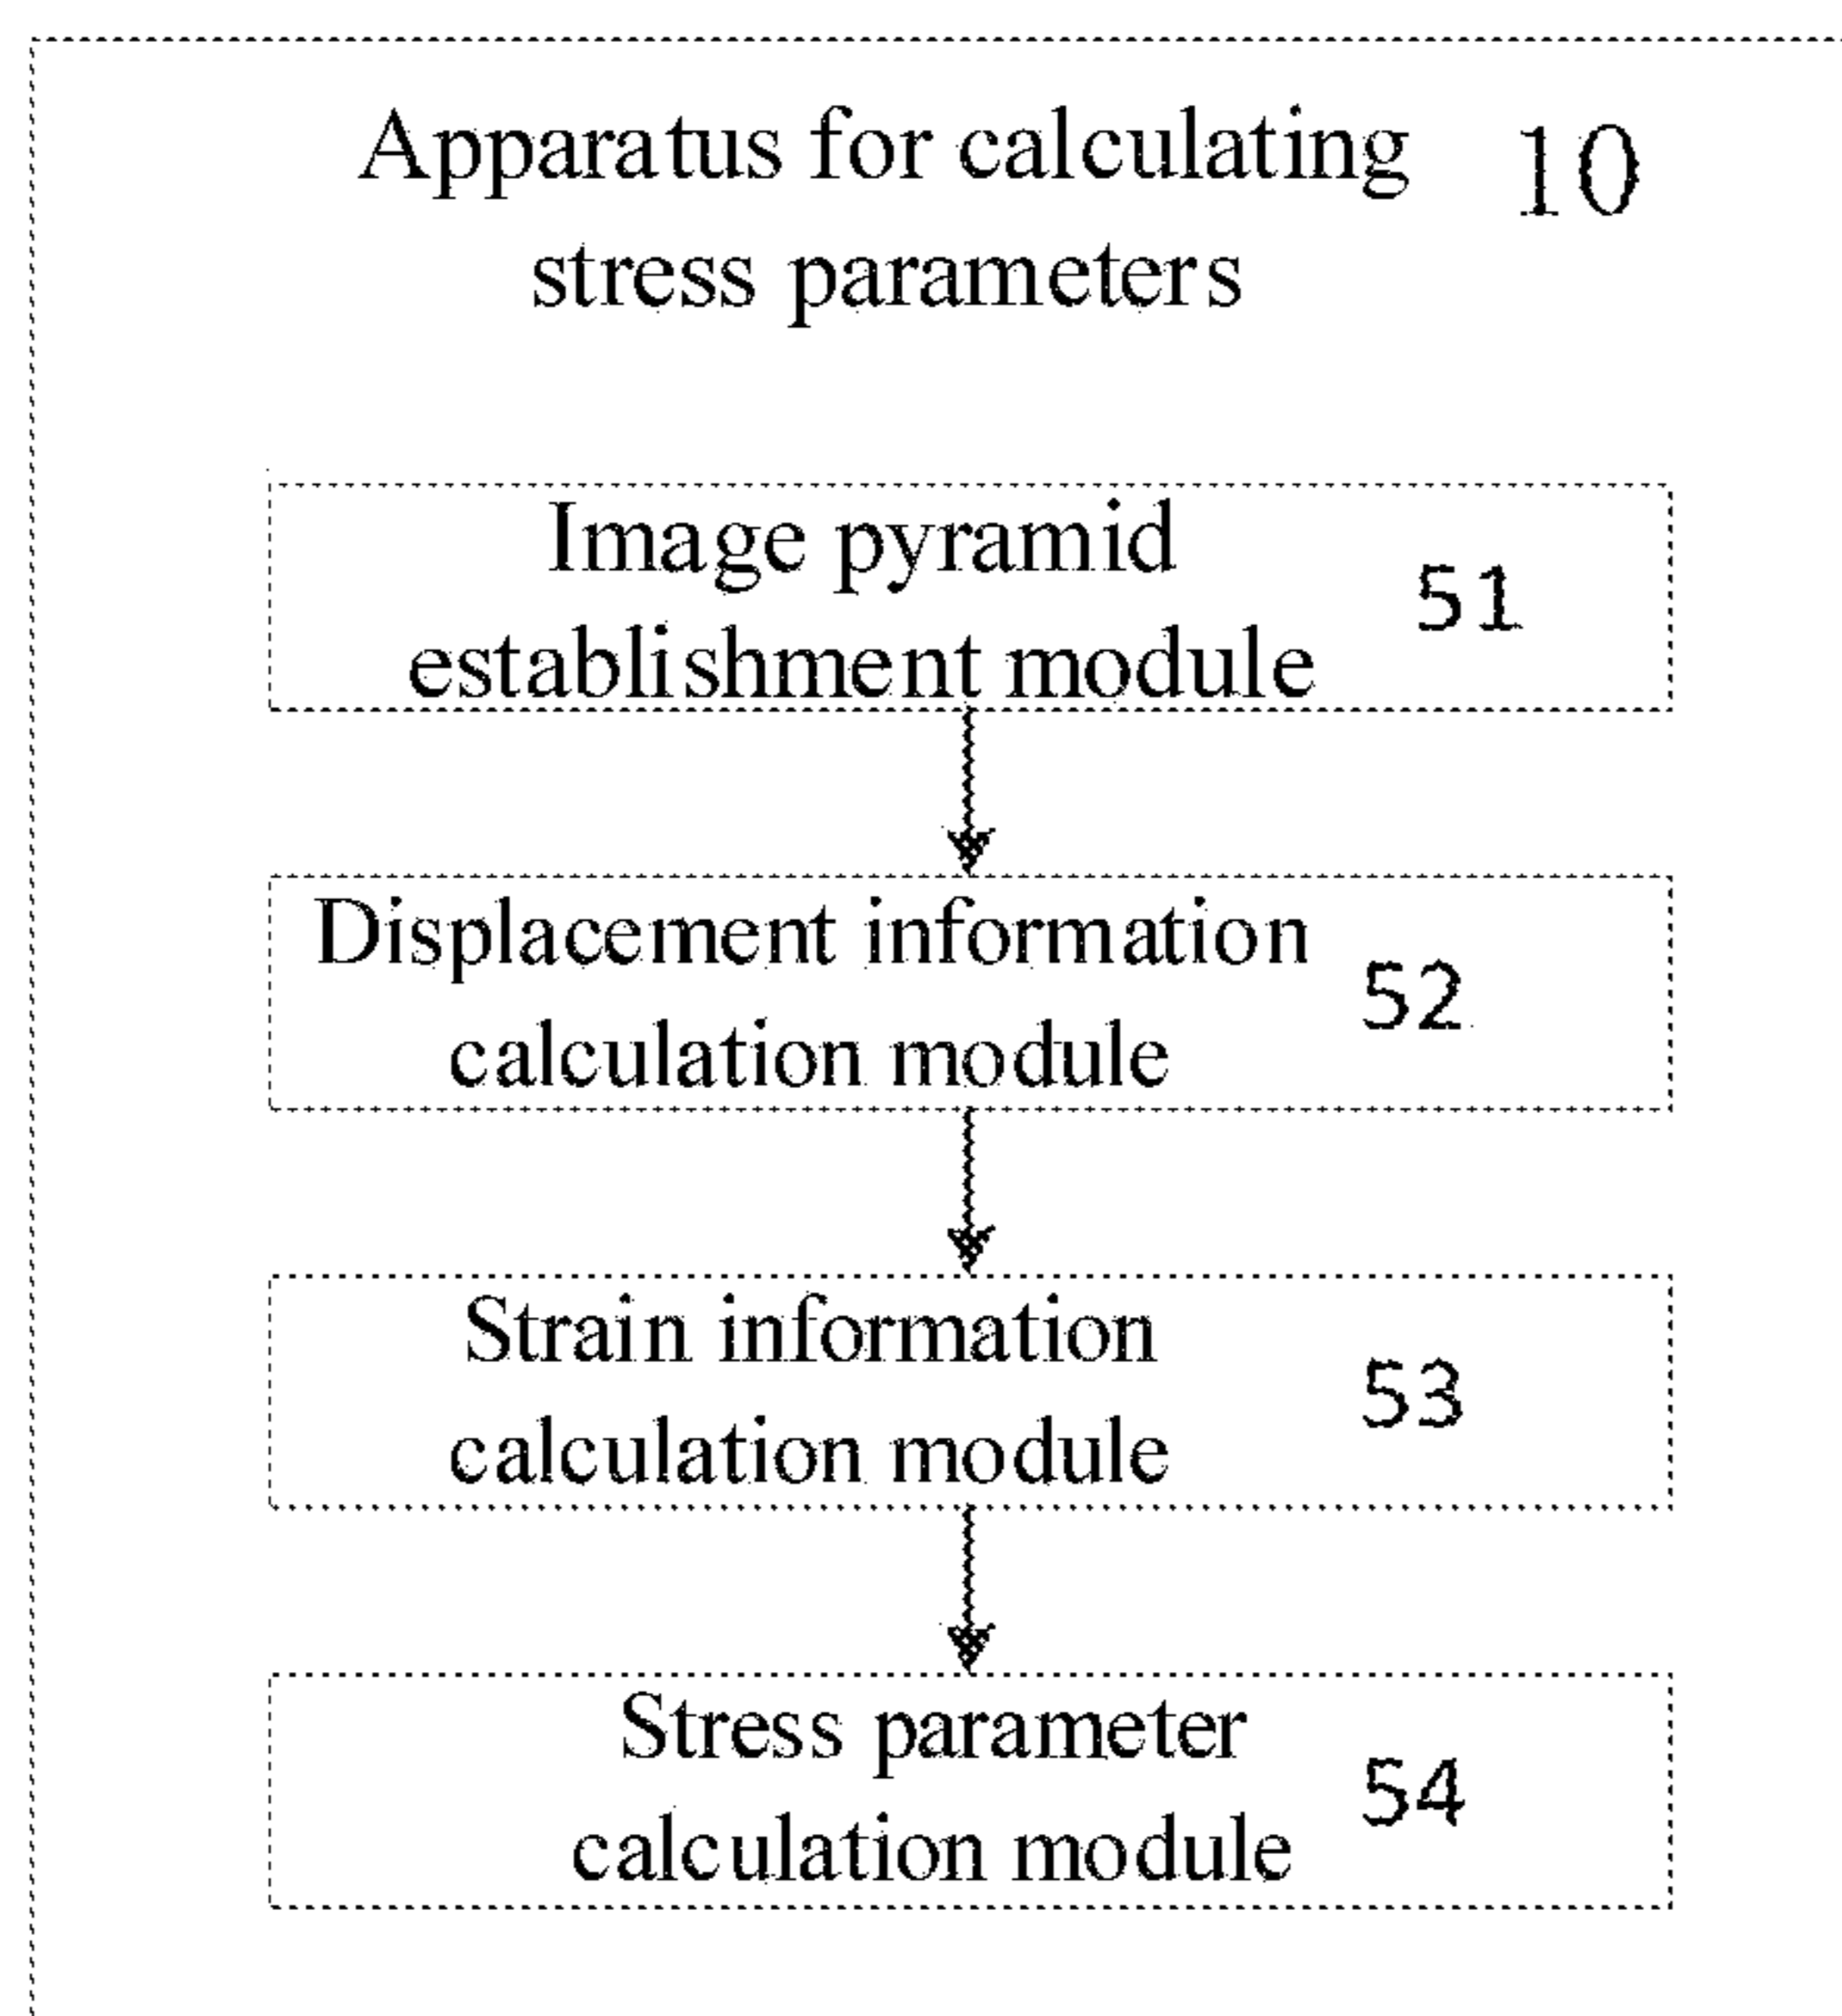 Apparatus for calculating 10
stress parameters
Image pyramid
establishment module 51
Displacement information
calculation module 52
Strain information
calculation module 53
Stress parameter
calculation module 54